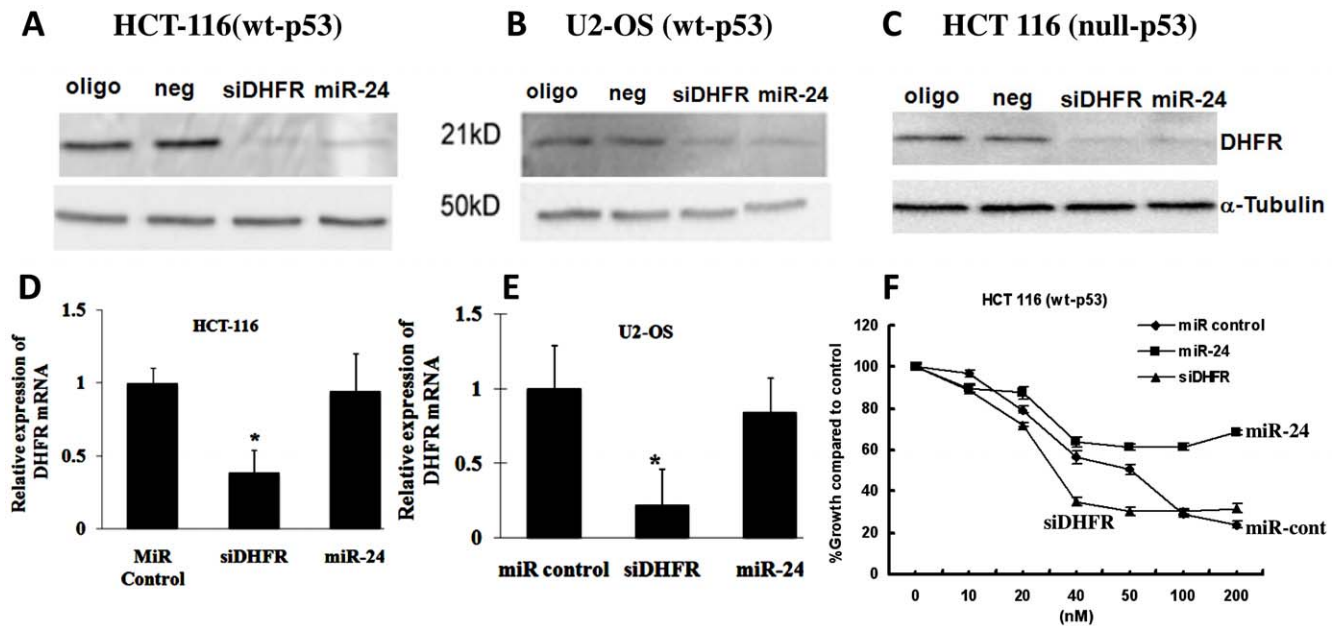 A HCT-116(wt-p53)
oligo neg siDHFR miR-24
B U2-OS (wt-p53)
oligo neg siDHFR miR-24
21kD
50kD
C HCT 116 (null-p53)
oligo neg siDHFR miR-24
DHFR
α-Tubulin
D
HCT-116
Relative expression of
DHFR mRNA
1.5
1
0.5
0
*
MiR
Control
siDHFR
miR-24
E
U2-OS
Relative expression of
DHFR mRNA
1.5
1
0.5
0
*
miR control siDHFR miR-24
F
HCT 116 (wt-p53)
miR control
miR-24
siDHFR
%Growth compared to control
120
100
80
60
40
20
0
miR-24
siDHFR
miR-cont
0 10 20 40 50 100 200
(nM)